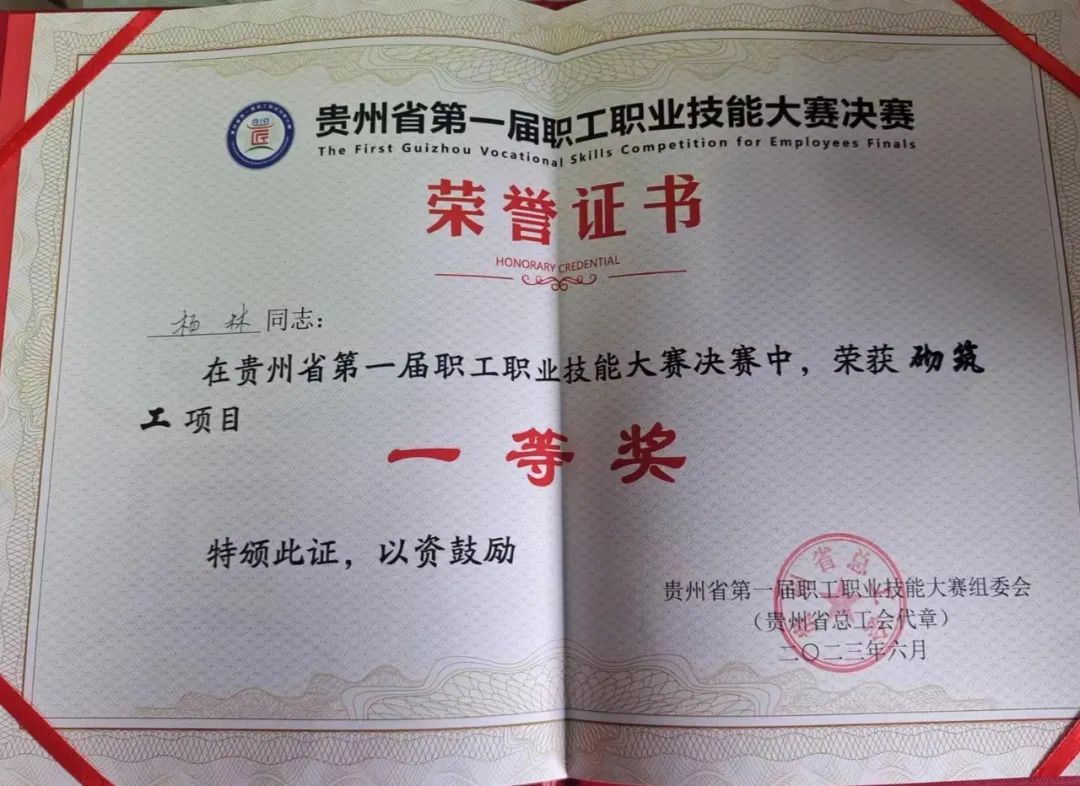 贵州省第一届职工职业技能大赛决赛
The First Guizhou Vocational Skills Competition for Employees Finals
荣誉证书
HONORARY CREDENTIAL
杨林同志：
在贵州省第一届职工职业技能大赛决赛中，荣获 砌筑
工 项目
一等奖
特颁此证，以资鼓励
贵州省第一届职工职业技能大赛组委会
（贵州省总工会代章）
二〇二三年六月